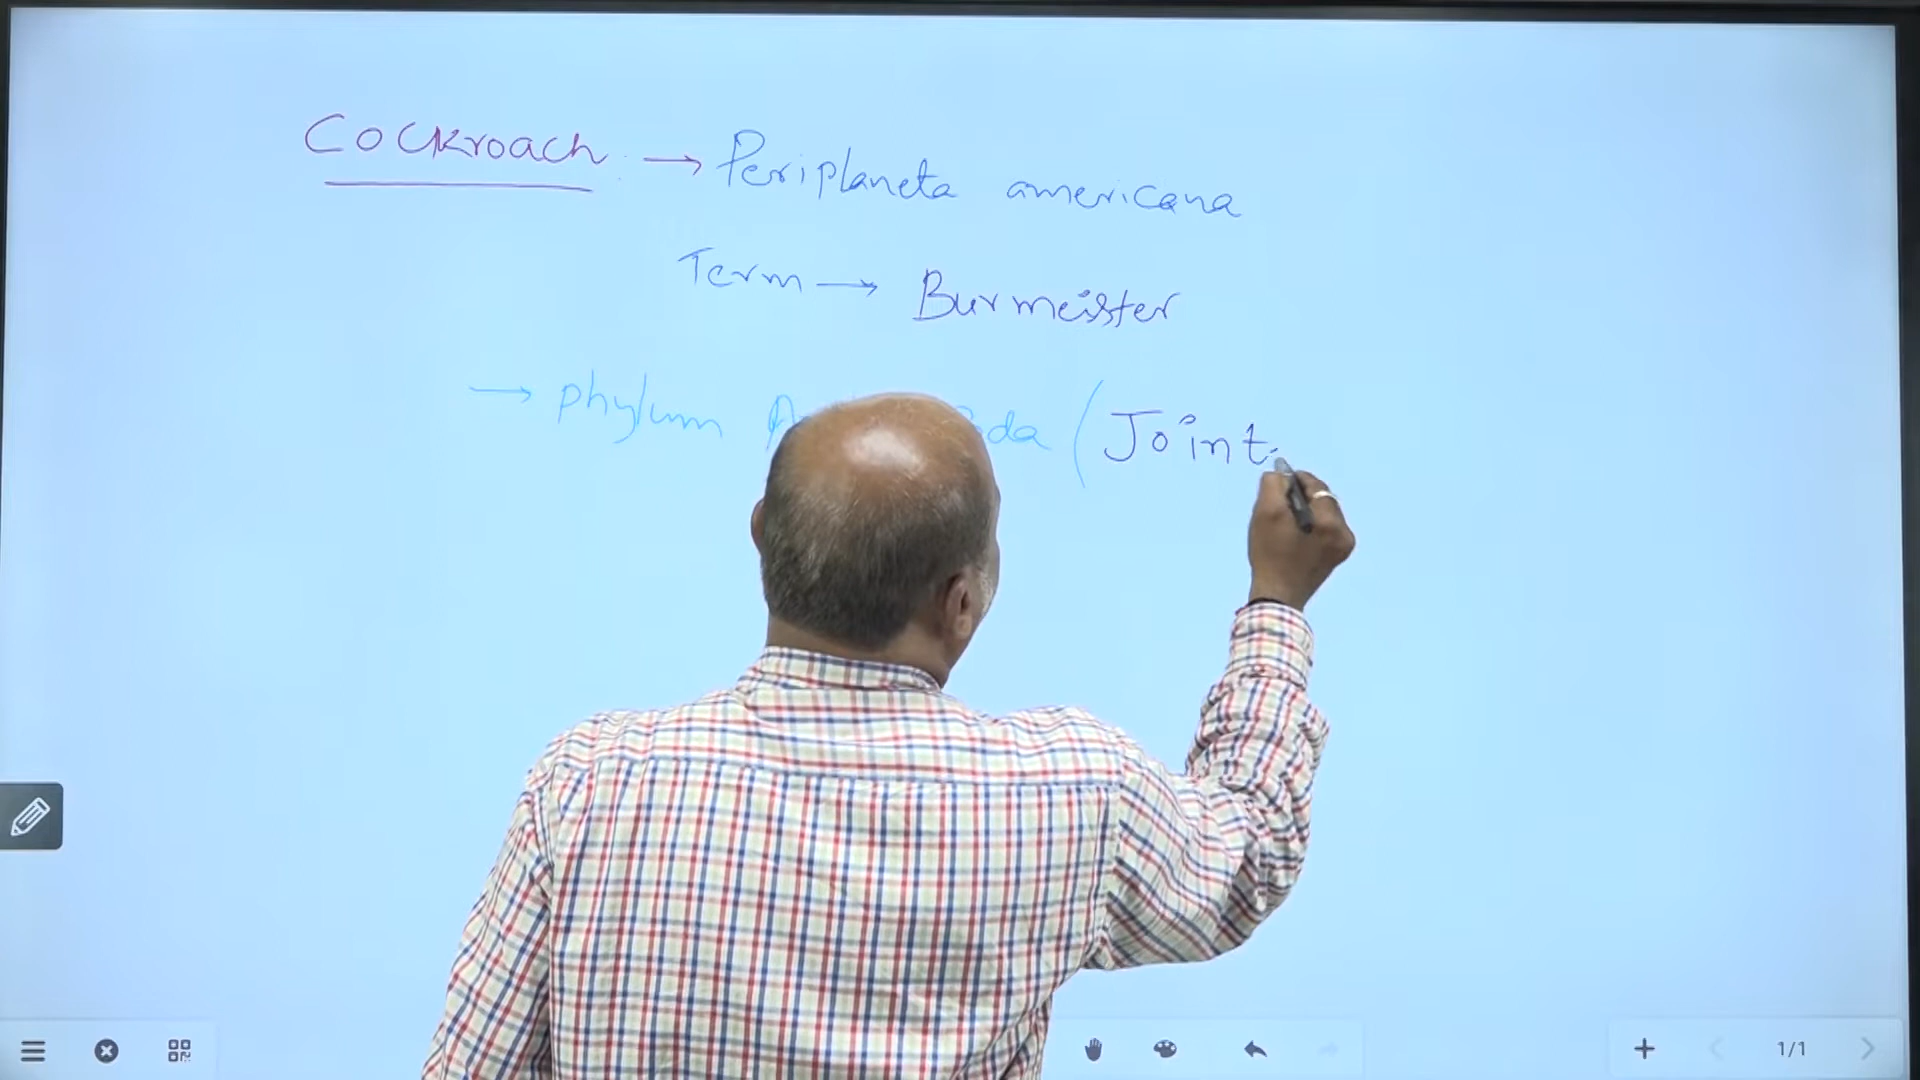 Cockroach → Periplaneta americana
Term → Burmeister
→ phylum (Joint
1/1